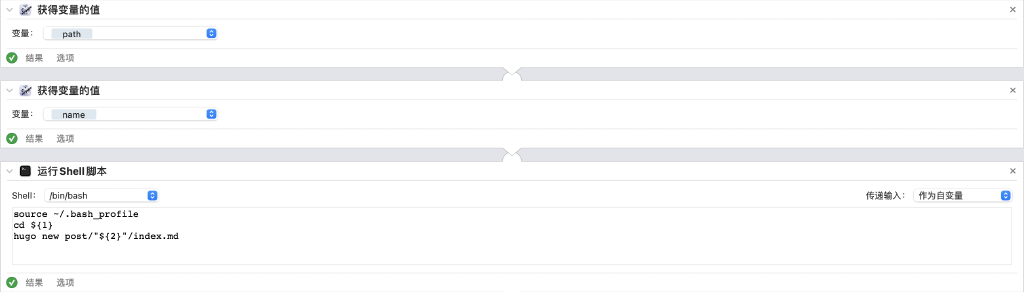 获得变量的值
变量： path
结果 选项
获得变量的值
变量： name
结果 选项
运行Shell脚本
Shell： /bin/bash 传递输入： 作为自变量
source ~/.bash_profile
cd ${1}
hugo new post/"${2}"/index.md
结果 选项